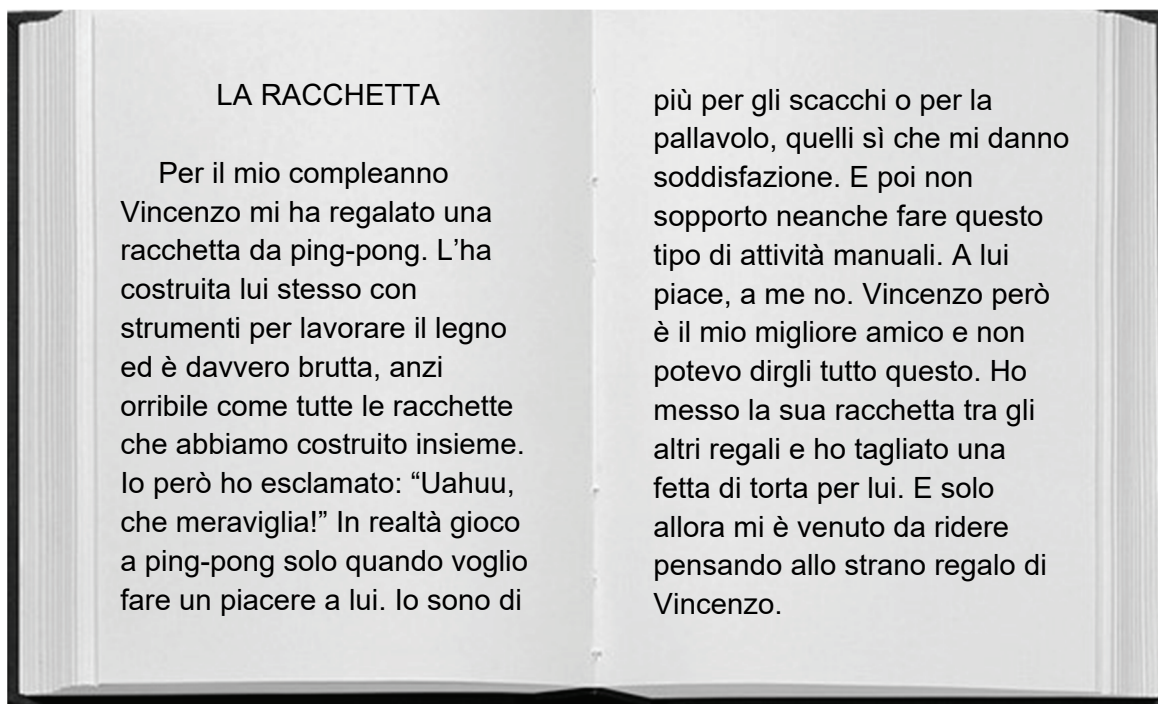 LA RACCHETTA
Per il mio compleanno
Vincenzo mi ha regalato una
racchetta da ping-pong. L’ha
costruita lui stesso con
strumenti per lavorare il legno
ed è davvero brutta, anzi
orribile come tutte le racchette
che abbiamo costruito insieme.
Io però ho esclamato: “Uahuu,
che meraviglia!” In realtà gioco
a ping-pong solo quando voglio
fare un piacere a lui. Io sono di
più per gli scacchi o per la
pallavolo, quelli sì che mi danno
soddisfazione. E poi non
sopporto neanche fare questo
tipo di attività manuali. A lui
piace, a me no. Vincenzo però
è il mio migliore amico e non
potevo dirgli tutto questo. Ho
messo la sua racchetta tra gli
altri regali e ho tagliato una
fetta di torta per lui. E solo
allora mi è venuto da ridere
pensando allo strano regalo di
Vincenzo.